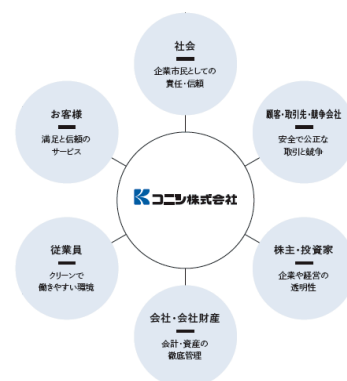 社会
企業市民としての
責任・信頼
お客様
満足と信頼の
サービス
顧客・取引先・競争会社
安全で公正な
取引と競争
コニシ株式会社
従業員
クリーンで
働きやすい環境
株主・投資家
企業や経営の
透明性
会社・会社財産
会計・資産の
徹底管理